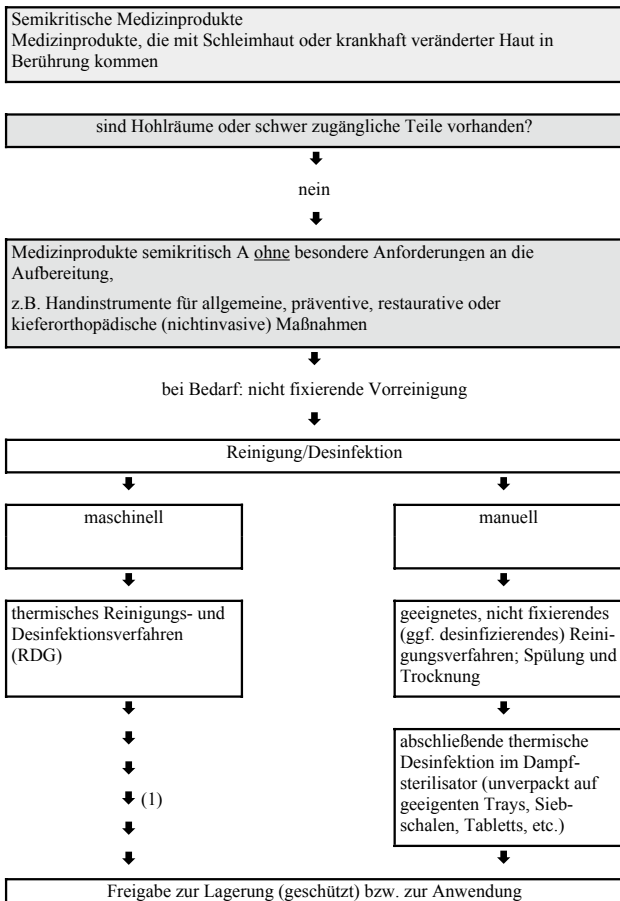 Semikritische Medizinprodukte
Medizinprodukte, die mit Schleimhaut oder krankhaft veränderter Haut in
Berührung kommen
sind Hohlräume oder schwer zugängliche Teile vorhanden?
nein
Medizinprodukte semikritisch A ohne besondere Anforderungen an die
Aufbereitung,
z.B. Handinstrumente für allgemeine, präventive, restaurative oder
kieferorthopädische (nichtinvasive) Maßnahmen
bei Bedarf: nicht fixierende Vorreinigung
Reinigung/Desinfektion
maschinell
manuell
thermisches Reinigungs- und
Desinfektionsverfahren
(RDG)
geeignetes, nicht fixierendes
(ggf. desinfizierendes) Reini-
gungsverfahren; Spülung und
Trocknung
abschließende thermische
Desinfektion im Dampf-
sterilisator (unverpackt auf
geeigenten Trays, Sieb-
schalen, Tabletts, etc.)
(1)
Freigabe zur Lagerung (geschützt) bzw. zur Anwendung